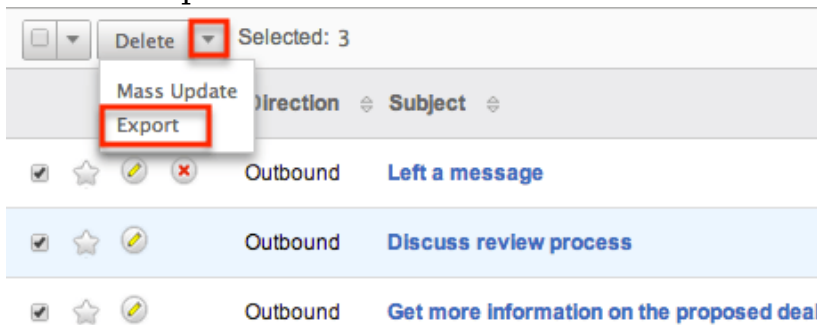 Delete Selected: 3
Mass Update
Export
Direction Subject
Outbound Left a message
Outbound Discuss review process
Outbound Get more information on the proposed deal